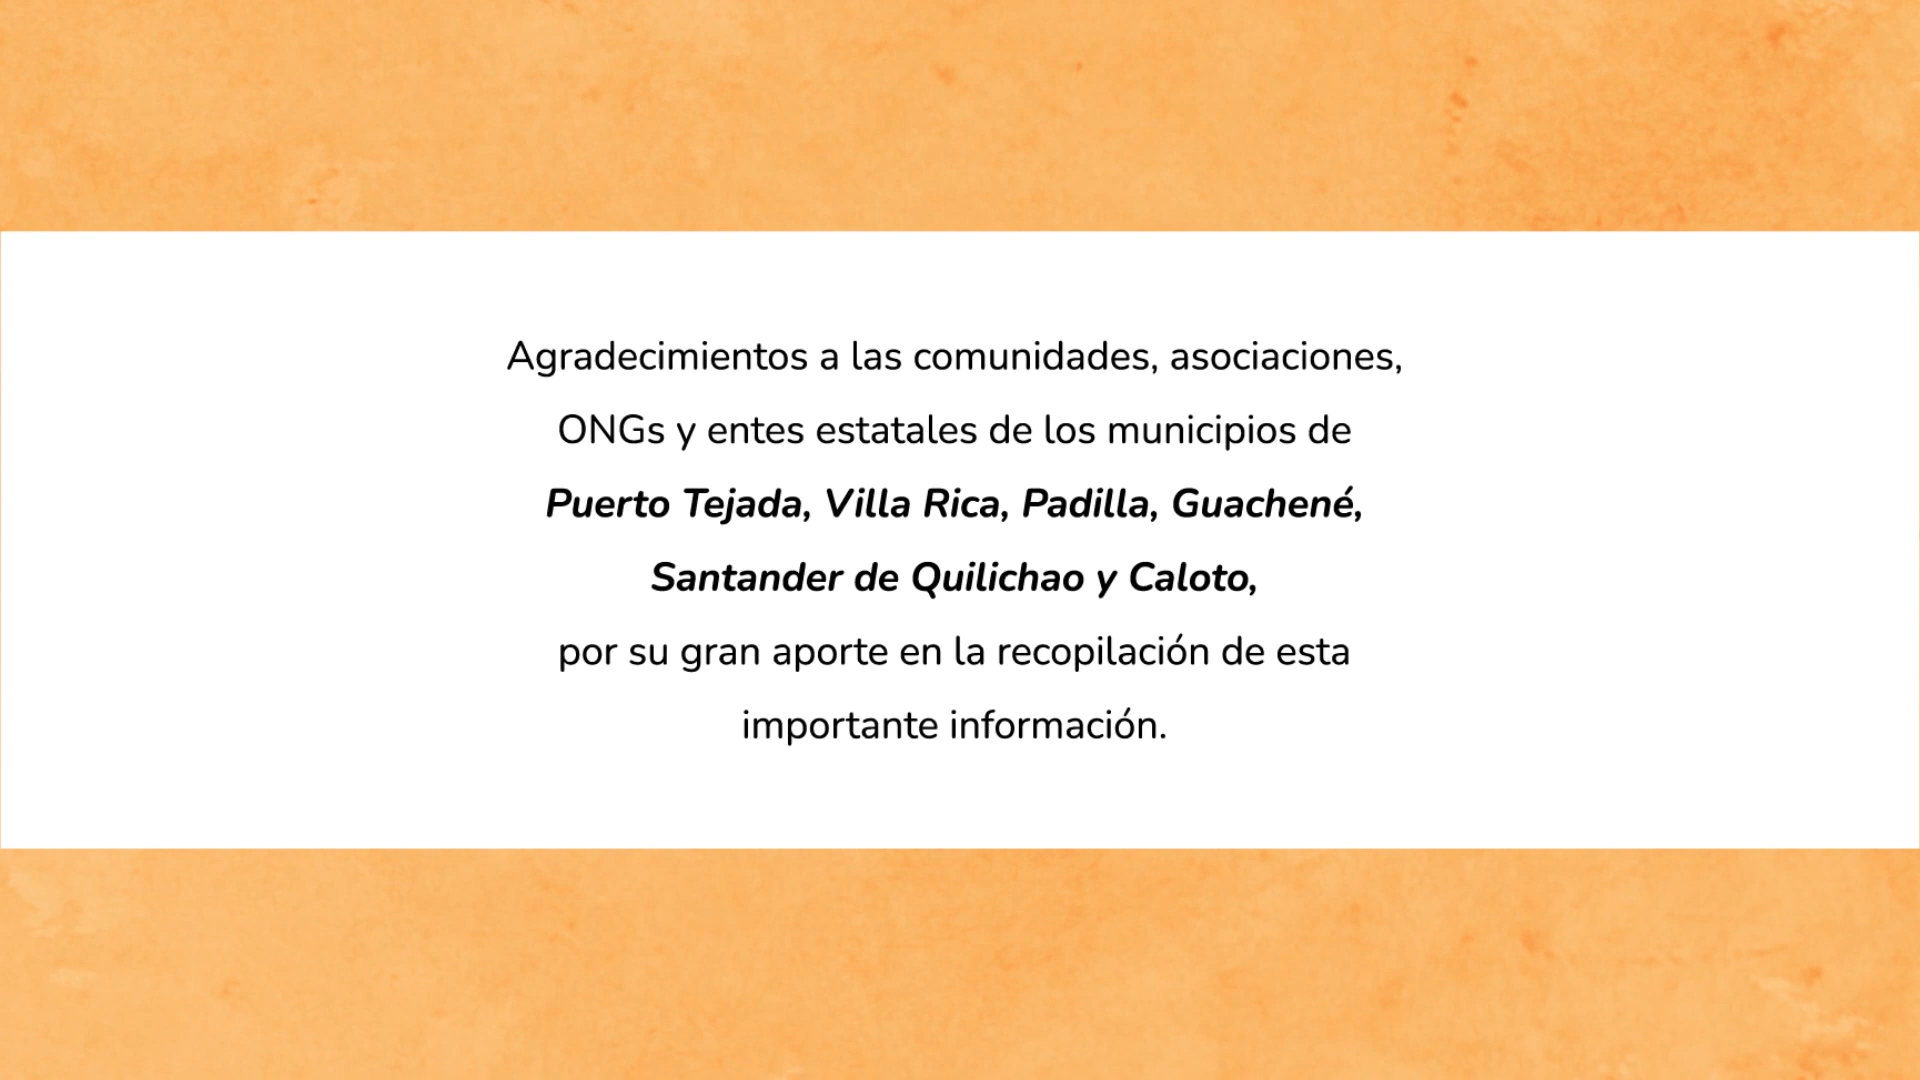 Agradecimientos a las comunidades, asociaciones,
ONGs y entes estatales de los municipios de
Puerto Tejada, Villa Rica, Padilla, Guachené,
Santander de Quilichao y Caloto,
por su gran aporte en la recopilación de esta
importante información.